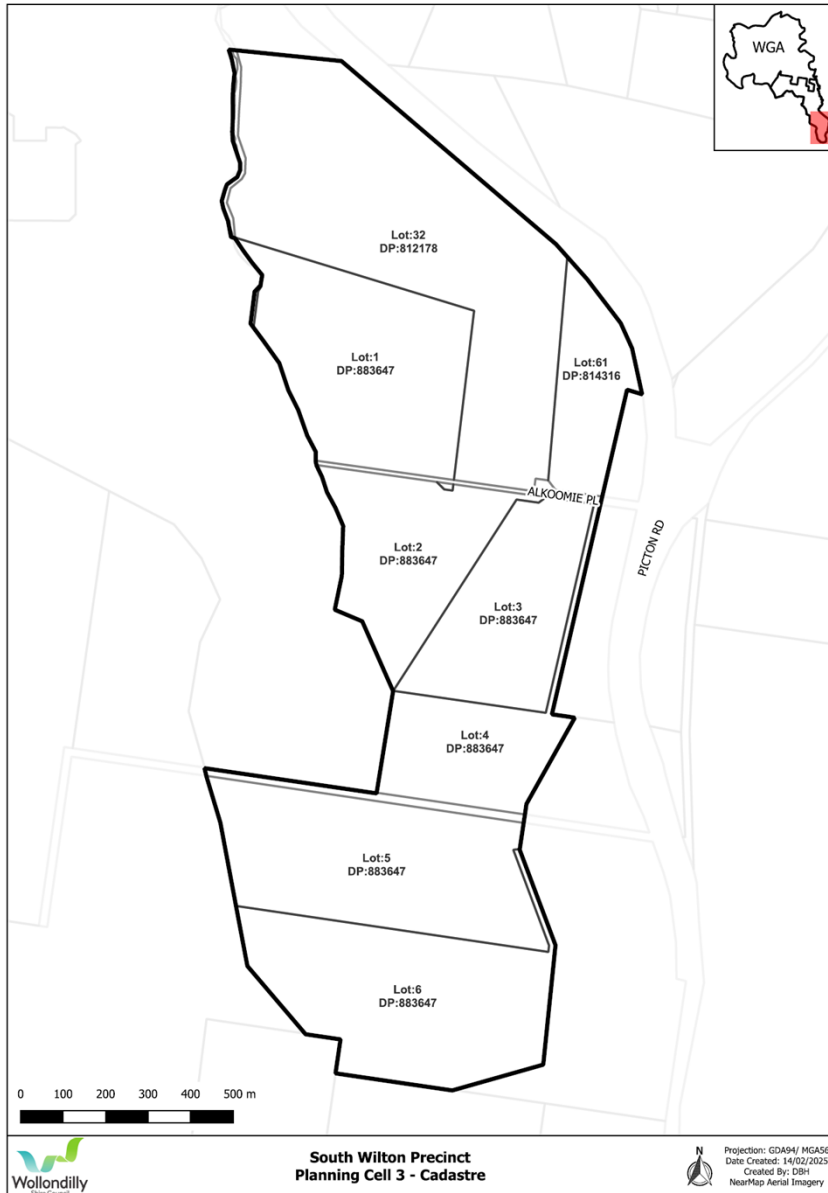 WGA
Lot:32
DP:812178
Lot:1
DP:883647
Lot:61
DP:814316
ALKOOMIE PL
Lot:2
DP:883647
PICTON RD
Lot:3
DP:883647
Lot:4
DP:883647
Lot:5
DP:883647
Lot:6
DP:883647
0 100 200 300 400 500 m
Wollondilly
Shire Council
South Wilton Precinct
Planning Cell 3 - Cadastre
N
Projection: GDA94/ MGA56
Date Created: 14/02/2025
Created By: DBH
NearMap Aerial Imagery